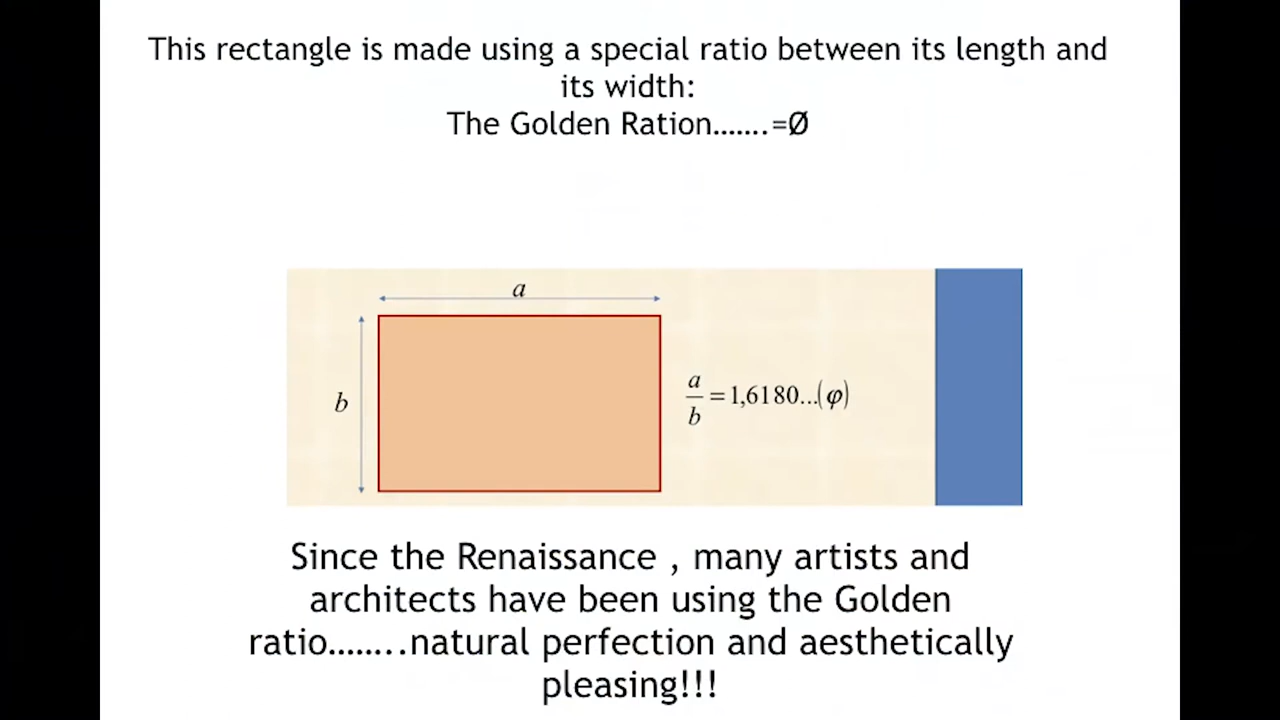 This rectangle is made using a special ratio between its length and
its width:
The Golden Ration…….=Ø
a
b
a/b = 1,6180...(φ)
Since the Renaissance , many artists and
architects have been using the Golden
ratio……..natural perfection and aesthetically
pleasing!!!